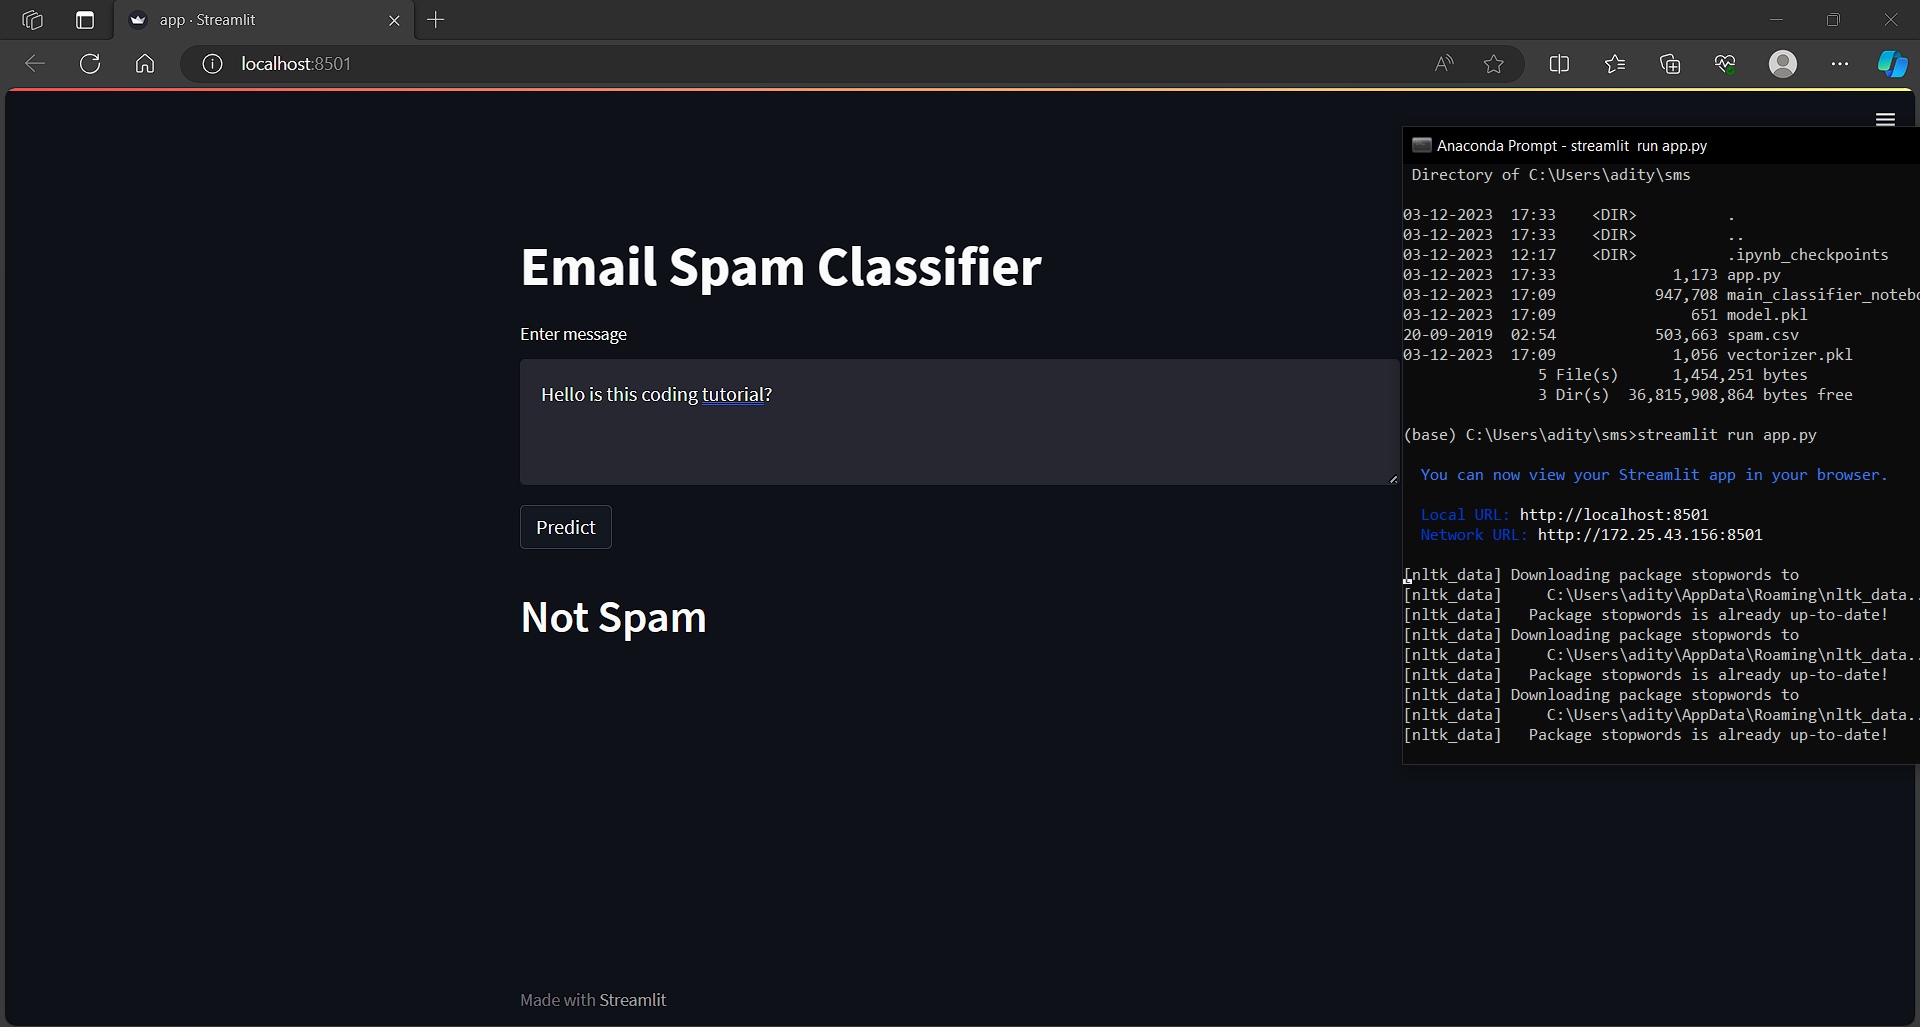 app · Streamlit
localhost:8501
Email Spam Classifier
Enter message
Hello is this coding tutorial?
Predict
Not Spam
Made with Streamlit
Anaconda Prompt - streamlit run app.py
Directory of C:\Users\adity\sms
03-12-2023 17:33 <DIR> .
03-12-2023 17:33 <DIR> ..
03-12-2023 12:17 <DIR> .ipynb_checkpoints
03-12-2023 17:33 1,173 app.py
03-12-2023 17:09 947,708 main_classifier_notebo
03-12-2023 17:09 651 model.pkl
20-09-2019 02:54 503,663 spam.csv
03-12-2023 17:09 1,056 vectorizer.pkl
5 File(s) 1,454,251 bytes
3 Dir(s) 36,815,908,864 bytes free
(base) C:\Users\adity\sms>streamlit run app.py
You can now view your Streamlit app in your browser.
Local URL: http://localhost:8501
Network URL: http://172.25.43.156:8501
[nltk_data] Downloading package stopwords to
[nltk_data] C:\Users\adity\AppData\Roaming\nltk_data..
[nltk_data] Package stopwords is already up-to-date!
[nltk_data] Downloading package stopwords to
[nltk_data] C:\Users\adity\AppData\Roaming\nltk_data..
[nltk_data] Package stopwords is already up-to-date!
[nltk_data] Downloading package stopwords to
[nltk_data] C:\Users\adity\AppData\Roaming\nltk_data..
[nltk_data] Package stopwords is already up-to-date!